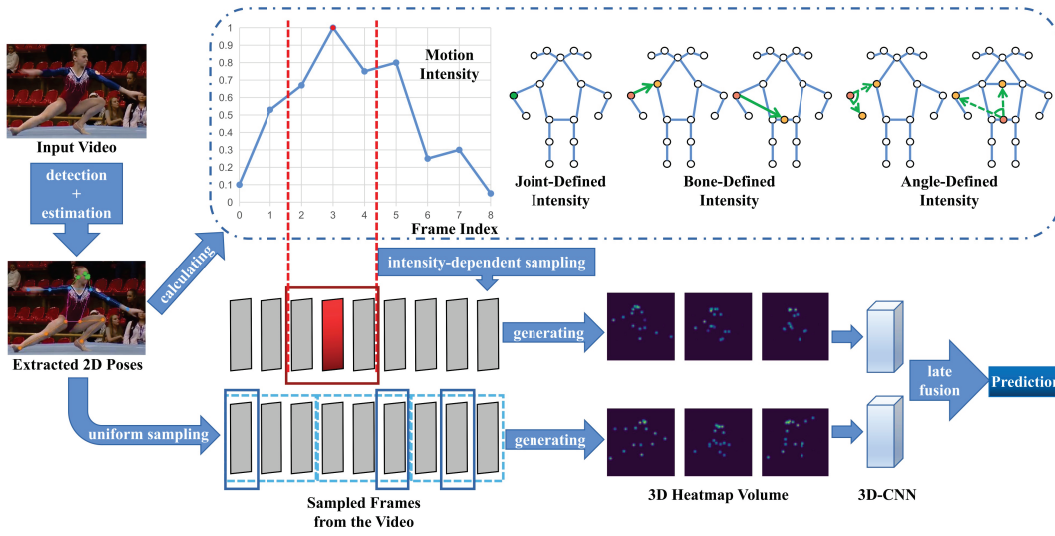 Input Video
detection
+
estimation
Extracted 2D Poses
calculating
uniform sampling
1
0.9
0.8
0.7
0.6
0.5
0.4
0.3
0.2
0.1
0
1
2
3
4
5
6
7
8
Motion
Intensity
Frame Index
Joint-Defined
Intensity
Bone-Defined
Intensity
Angle-Defined
Intensity
intensity-dependent sampling
generating
generating
Sampled Frames
from the Video
3D Heatmap Volume
3D-CNN
late
fusion
Prediction